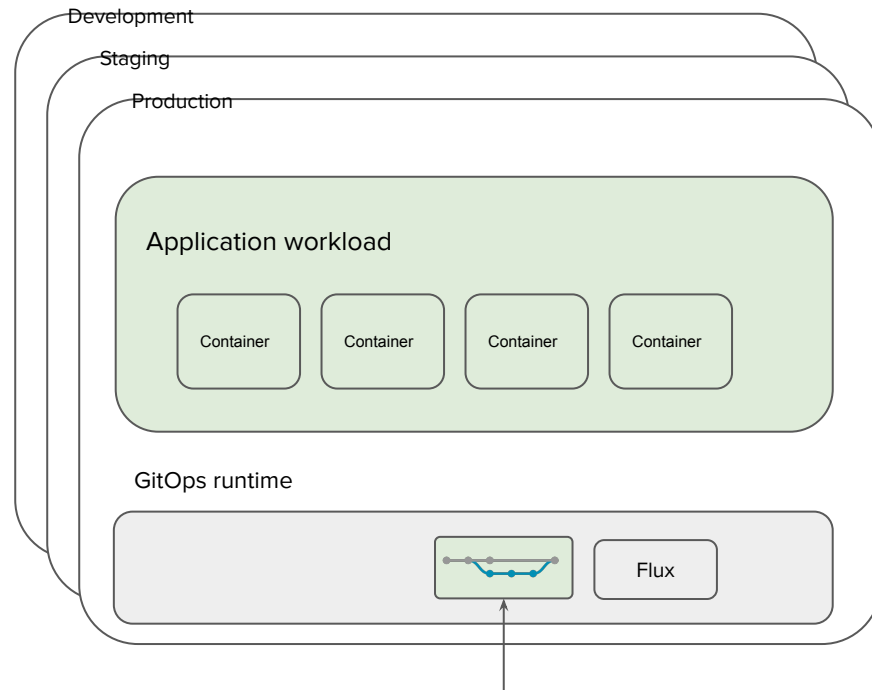 Development
Staging
Production
Application workload
Container Container Container Container
GitOps runtime
Flux